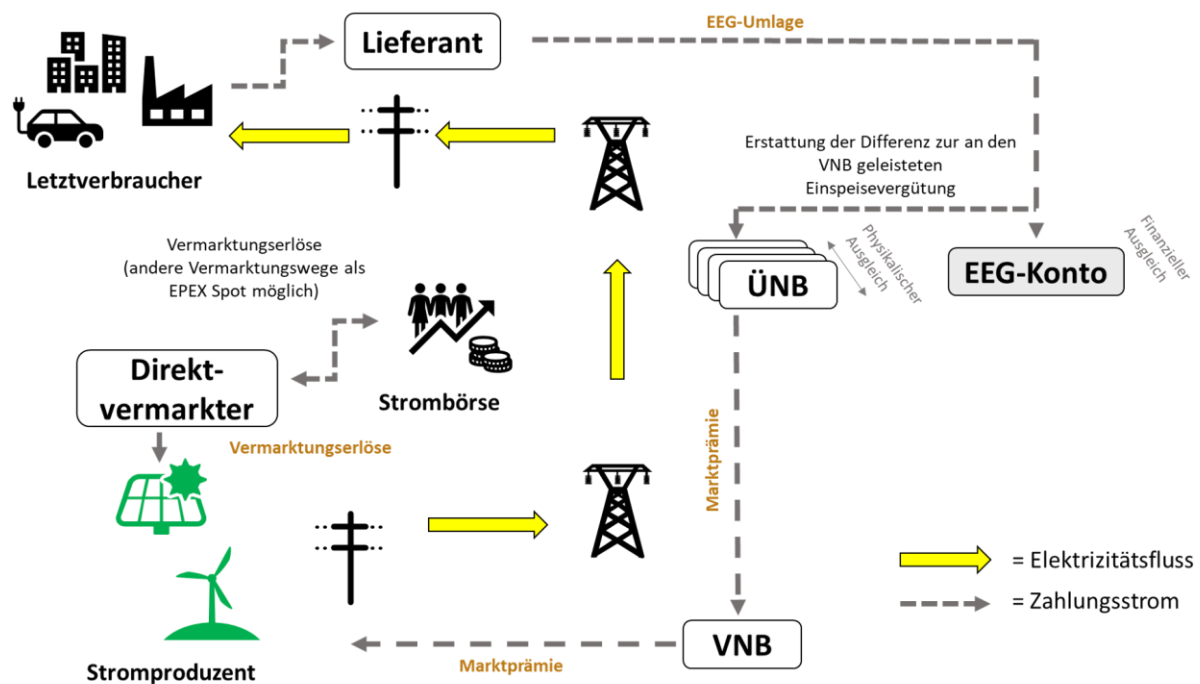 EEG-Umlage
Lieferant
Letztverbraucher
Erstattung der Differenz zur an den
VNB geleisteten
Einspeisevergütung
Physikalischer
Ausgleich
Finanzieller
Ausgleich
ÜNB
EEG-Konto
Vermarktungserlöse
(andere Vermarktungswege als
EPEX Spot möglich)
Direkt-
vermarkter
Strombörse
Vermarktungserlöse
Marktprämie
= Elektrizitätsfluss
= Zahlungsstrom
VNB
Marktprämie
Stromproduzent